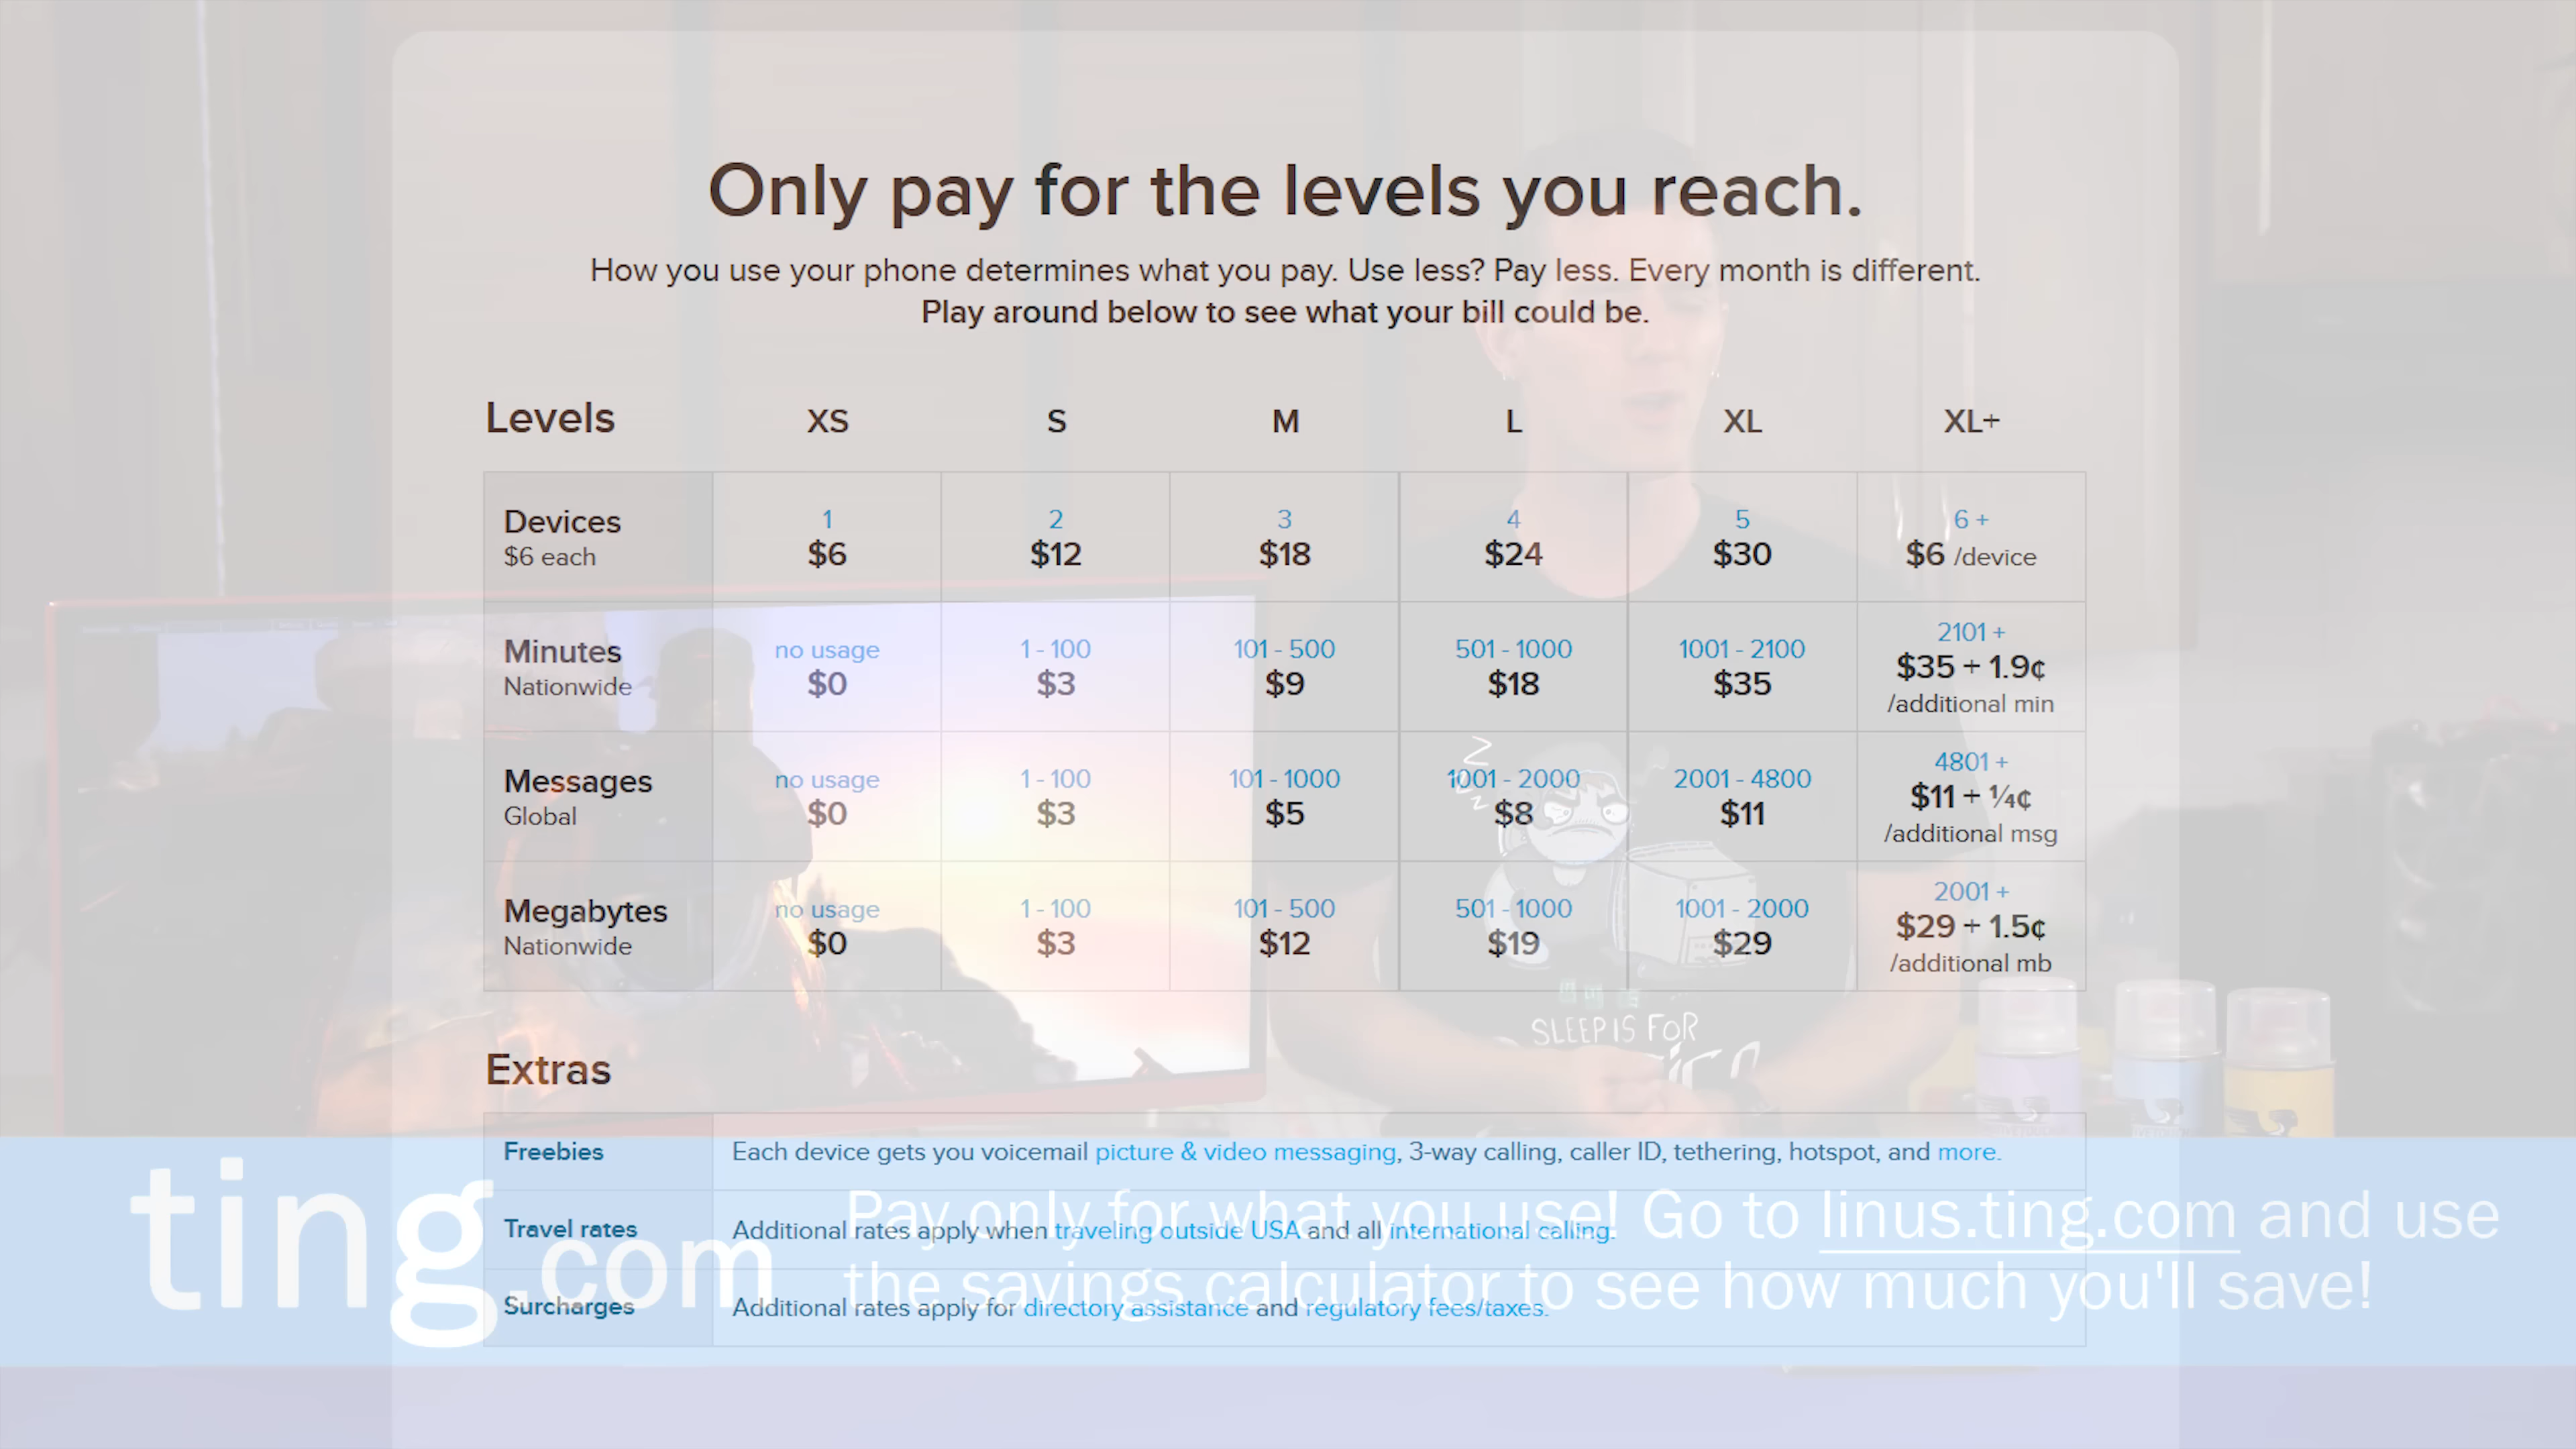 Only pay for the levels you reach.
How you use your phone determines what you pay. Use less? Pay less. Every month is different.
Play around below to see what your bill could be.
Levels XS S M L XL XL+
Devices 1 2 3 4 5 6 +
$6 each $6 $12 $18 $24 $30 $6 /device
Minutes no usage 1 - 100 101 - 500 501 - 1000 1001 - 2100 2101 +
Nationwide $0 $3 $9 $18 $35 $35 + 1.9¢
/additional min
Messages no usage 1 - 100 101 - 1000 1001 - 2000 2001 - 4800 4801 +
Global $0 $3 $5 $8 $11 $11 + ¼¢
/additional msg
Megabytes no usage 1 - 100 101 - 500 501 - 1000 1001 - 2000 2001 +
Nationwide $0 $3 $12 $19 $29 $29 + 1.5¢
/additional mb
SLEEP IS FOR
Extras
Freebies Each device gets you voicemail picture & video messaging, 3-way calling, caller ID, tethering, hotspot, and more.
Travel rates Additional rates apply when traveling outside USA and all international calling.
Surcharges Additional rates apply for directory assistance and regulatory fees/taxes.
ting.com
Pay only for what you use! Go to linus.ting.com and use
the savings calculator to see how much you'll save!